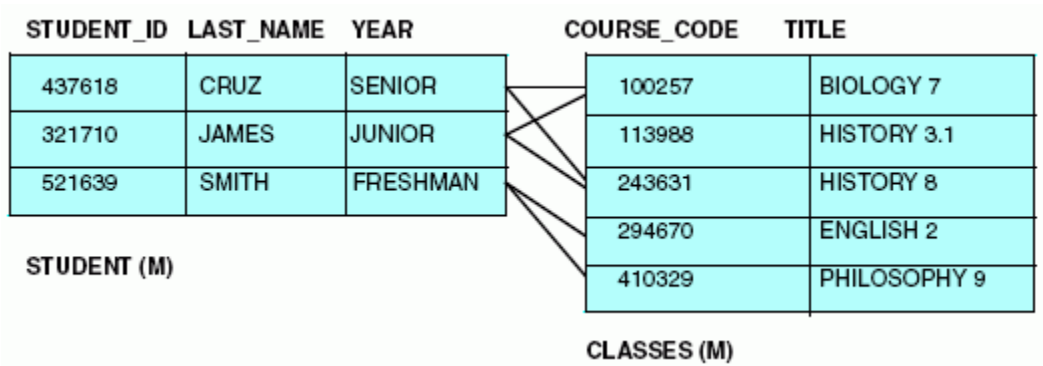 STUDENT_ID LAST_NAME YEAR COURSE_CODE TITLE
437618 CRUZ SENIOR 100257 BIOLOGY 7
321710 JAMES JUNIOR 113988 HISTORY 3.1
521639 SMITH FRESHMAN 243631 HISTORY 8
294670 ENGLISH 2
STUDENT (M)
410329 PHILOSOPHY 9
CLASSES (M)